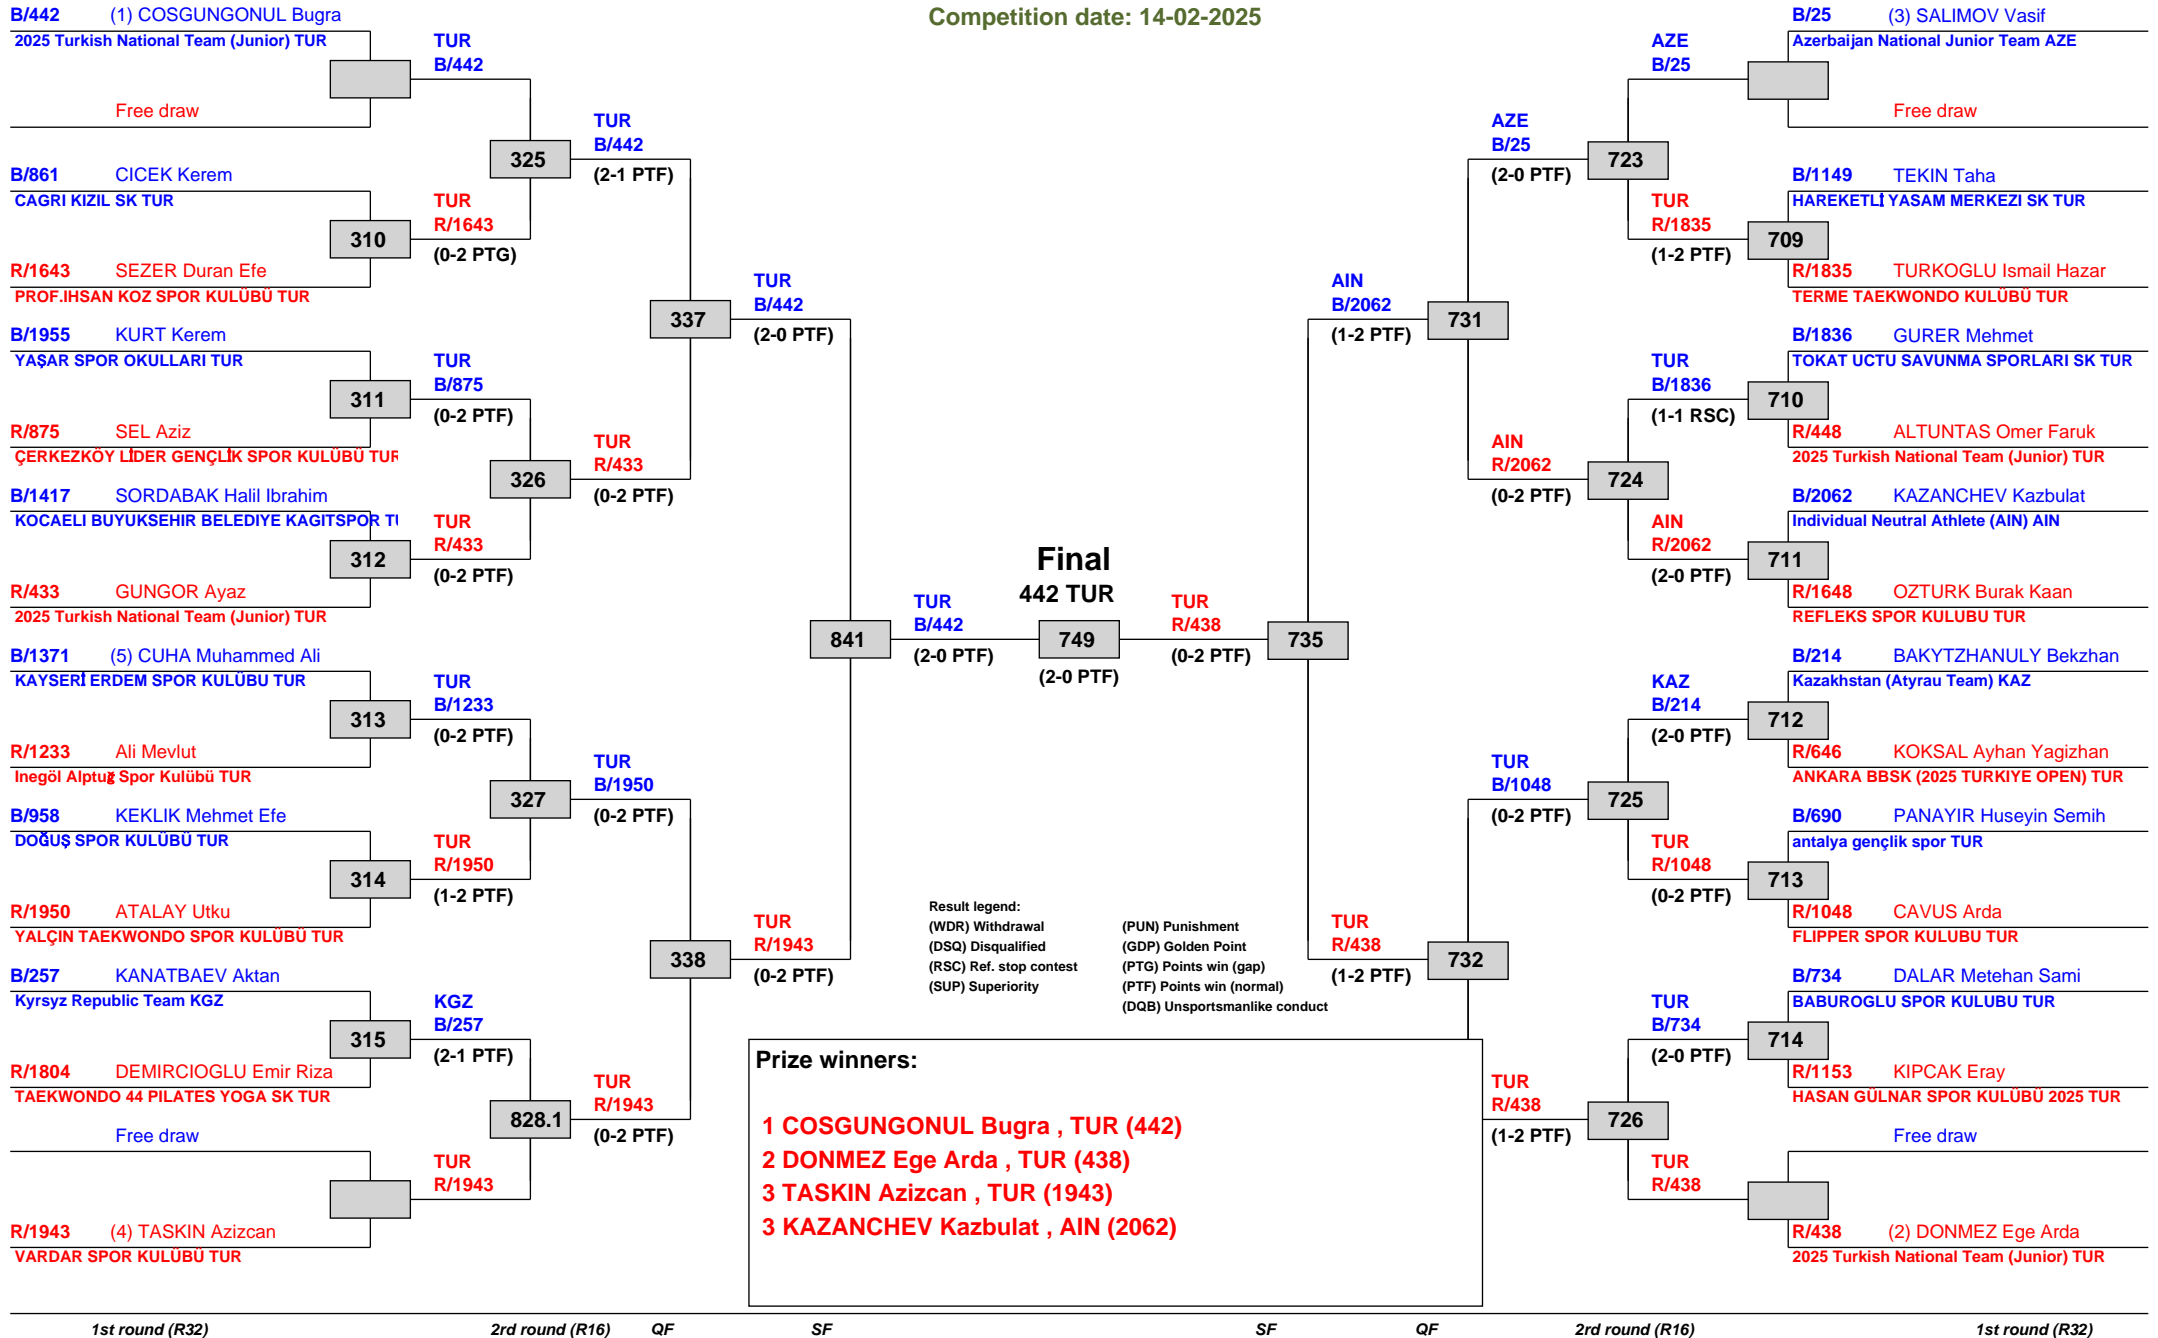 Competition date: 14-02-2025
B/442 (1) COSGUNGONUL Bugra
2025 Turkish National Team (Junior) TUR
Free draw
B/861 CICEK Kerem
CAGRI KIZIL SK TUR
310
R/1643 SEZER Duran Efe
PROF.IHSAN KOZ SPOR KULÜBÜ TUR
B/1955 KURT Kerem
YAŞAR SPOR OKULLARI TUR
311
R/875 SEL Aziz
ÇERKEZKÖY LİDER GENÇLİK SPOR KULÜBÜ TUR
B/1417 SORDABAK Halil Ibrahim
KOCAELI BUYUKSEHIR BELEDIYE KAGITSPOR TU
312
R/433 GUNGOR Ayaz
2025 Turkish National Team (Junior) TUR
B/1371 (5) CUHA Muhammed Ali
KAYSERİ ERDEM SPOR KULÜBU TUR
313
R/1233 Ali Mevlut
Inegöl Alptuğ Spor Kulübü TUR
B/958 KEKLIK Mehmet Efe
DOĞUŞ SPOR KULÜBÜ TUR
314
R/1950 ATALAY Utku
YALÇIN TAEKWONDO SPOR KULÜBÜ TUR
B/257 KANATBAEV Aktan
Kyrsyz Republic Team KGZ
315
R/1804 DEMIRCIOGLU Emir Riza
TAEKWONDO 44 PILATES YOGA SK TUR
Free draw
R/1943 (4) TASKIN Azizcan
VARDAR SPOR KULÜBÜ TUR
TUR
B/442
325
TUR
R/1643
(0-2 PTG)
TUR
B/875
(0-2 PTF)
326
TUR
R/433
(0-2 PTF)
TUR
B/1233
(0-2 PTF)
327
TUR
R/1950
(1-2 PTF)
KGZ
B/257
(2-1 PTF)
828.1
TUR
R/1943
TUR
B/442
(2-1 PTF)
337
TUR
R/433
(0-2 PTF)
TUR
B/1950
(0-2 PTF)
338
TUR
R/1943
(0-2 PTF)
TUR
B/442
(2-0 PTF)
841
TUR
R/1943
(0-2 PTF)
TUR
B/442
(2-0 PTF)
Final
442 TUR
749
(2-0 PTF)
TUR
R/438
(0-2 PTF)
AIN
B/2062
(1-2 PTF)
735
TUR
R/438
(1-2 PTF)
AZE
B/25
(2-0 PTF)
731
AIN
R/2062
(0-2 PTF)
TUR
B/1048
(0-2 PTF)
732
TUR
R/438
(1-2 PTF)
AZE
B/25
723
TUR
R/1835
(1-2 PTF)
TUR
B/1836
(1-1 RSC)
724
AIN
R/2062
(2-0 PTF)
KAZ
B/214
(2-0 PTF)
725
TUR
R/1048
(0-2 PTF)
TUR
B/734
(2-0 PTF)
726
TUR
R/438
B/25 (3) SALIMOV Vasif
Azerbaijan National Junior Team AZE
Free draw
B/1149 TEKIN Taha
HAREKETLİ YASAM MERKEZI SK TUR
709
R/1835 TURKOGLU Ismail Hazar
TERME TAEKWONDO KULÜBÜ TUR
B/1836 GURER Mehmet
TOKAT UCTU SAVUNMA SPORLARI SK TUR
710
R/448 ALTUNTAS Omer Faruk
2025 Turkish National Team (Junior) TUR
B/2062 KAZANCHEV Kazbulat
Individual Neutral Athlete (AIN) AIN
711
R/1648 OZTURK Burak Kaan
REFLEKS SPOR KULUBU TUR
B/214 BAKYTZHANULY Bekzhan
Kazakhstan (Atyrau Team) KAZ
712
R/646 KOKSAL Ayhan Yagizhan
ANKARA BBSK (2025 TURKIYE OPEN) TUR
B/690 PANAYIR Huseyin Semih
antalya gençlik spor TUR
713
R/1048 CAVUS Arda
FLIPPER SPOR KULUBU TUR
B/734 DALAR Metehan Sami
BABUROGLU SPOR KULUBU TUR
714
R/1153 KIPCAK Eray
HASAN GÜLNAR SPOR KULÜBÜ 2025 TUR
Free draw
R/438 (2) DONMEZ Ege Arda
2025 Turkish National Team (Junior) TUR
Result legend:
(WDR) Withdrawal (PUN) Punishment
(DSQ) Disqualified (GDP) Golden Point
(RSC) Ref. stop contest (PTG) Points win (gap)
(SUP) Superiority (PTF) Points win (normal)
(DQB) Unsportsmanlike conduct
Prize winners:
1 COSGUNGONUL Bugra , TUR (442)
2 DONMEZ Ege Arda , TUR (438)
3 TASKIN Azizcan , TUR (1943)
3 KAZANCHEV Kazbulat , AIN (2062)
1st round (R32) 2rd round (R16) QF SF SF QF 2rd round (R16) 1st round (R32)